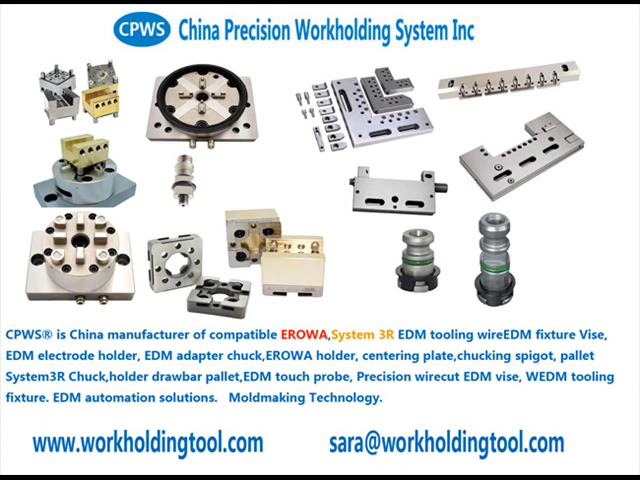 CPWS China Precision Workholding System Inc
CPWS® is China manufacturer of compatible EROWA,System 3R EDM tooling wireEDM fixture Vise,
EDM electrode holder, EDM adapter chuck,EROWA holder, centering plate,chucking spigot, pallet
System3R Chuck,holder drawbar pallet,EDM touch probe, Precision wirecut EDM vise, WEDM tooling
fixture. EDM automation solutions. Moldmaking Technology.
www.workholdingtool.com sara@workholdingtool.com